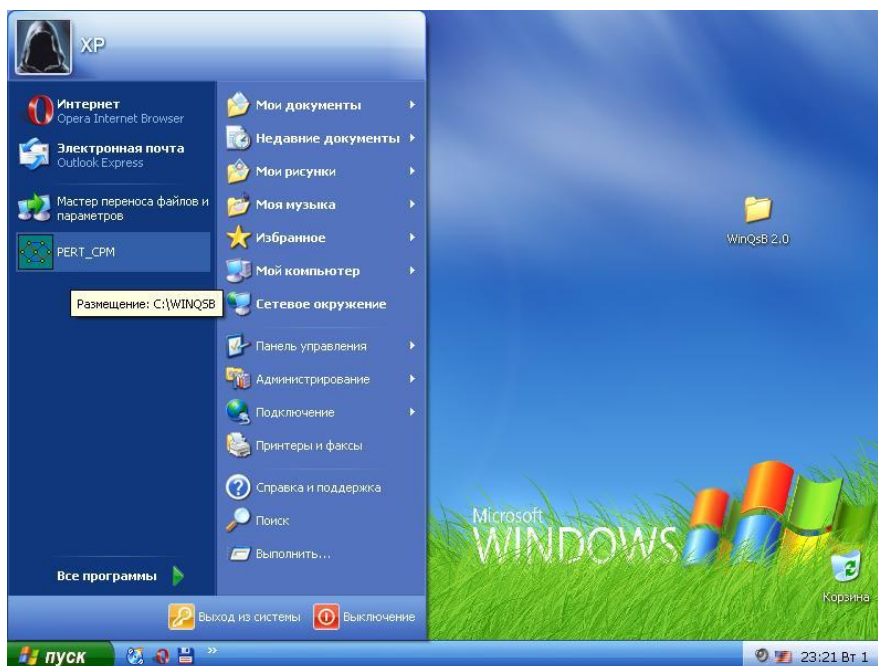 XP
Интернет
Opera Internet Browser
Электронная почта
Outlook Express
Мастер переноса файлов и
параметров
PERT_CPM
Размещение: C:\WINQSB
Все программы
Мои документы
Недавние документы
Мои рисунки
Моя музыка
Избранное
Мой компьютер
Сетевое окружение
Панель управления
Администрирование
Подключение
Принтеры и факсы
Справка и поддержка
Поиск
Выполнить...
Выход из системы
Выключение
WinQsB 2.0
Microsoft
WINDOWS
Корзина
пуск
»
23:21 Вт 1